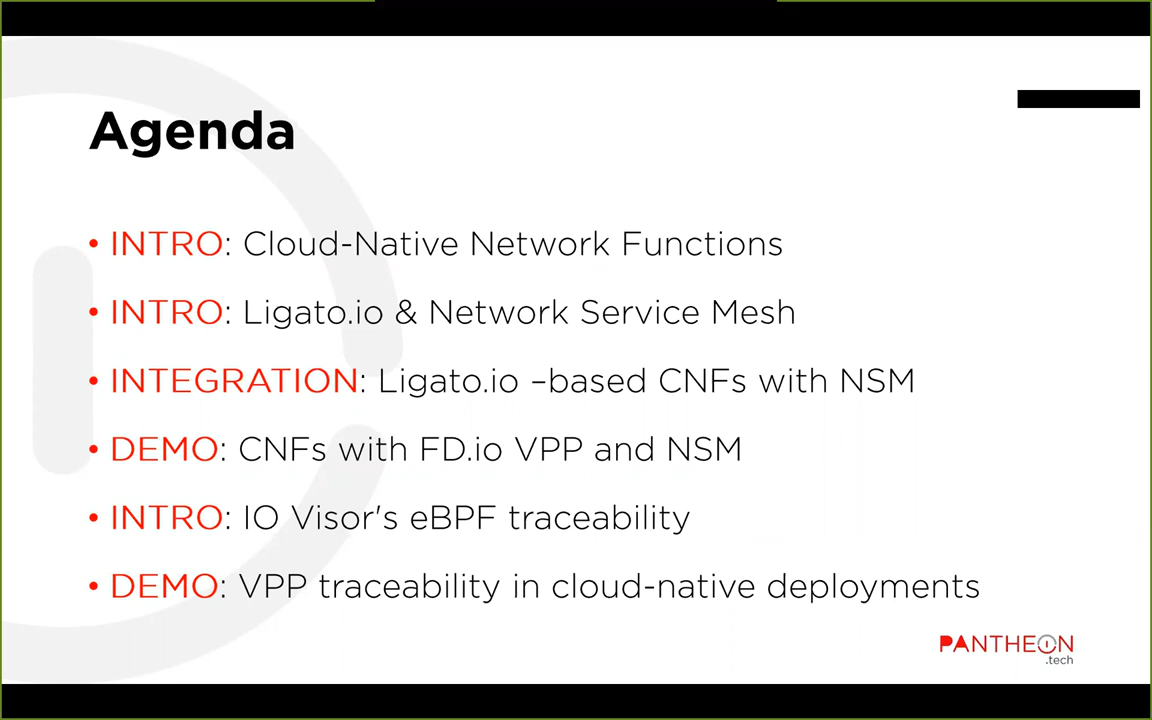 Agenda
• INTRO: Cloud-Native Network Functions
• INTRO: Ligato.io & Network Service Mesh
• INTEGRATION: Ligato.io –based CNFs with NSM
• DEMO: CNFs with FD.io VPP and NSM
• INTRO: IO Visor's eBPF traceability
• DEMO: VPP traceability in cloud-native deployments
PANTHEON
.tech